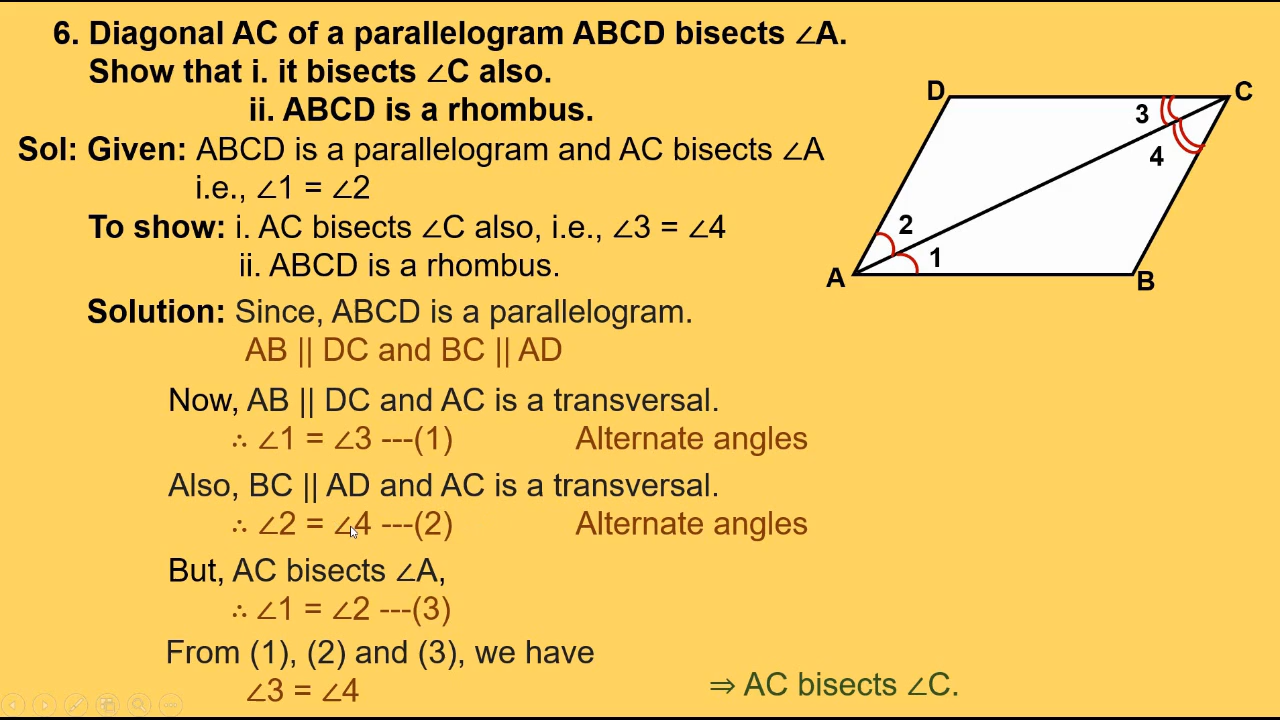 6. Diagonal AC of a parallelogram ABCD bisects ∠A.
Show that i. it bisects ∠C also.
ii. ABCD is a rhombus.
Sol: Given: ABCD is a parallelogram and AC bisects ∠A
i.e., ∠1 = ∠2
To show: i. AC bisects ∠C also, i.e., ∠3 = ∠4
ii. ABCD is a rhombus.
Solution: Since, ABCD is a parallelogram.
AB || DC and BC || AD
Now, AB || DC and AC is a transversal.
∴ ∠1 = ∠3 ---(1) Alternate angles
Also, BC || AD and AC is a transversal.
∴ ∠2 = ∠4 ---(2) Alternate angles
But, AC bisects ∠A,
∴ ∠1 = ∠2 ---(3)
From (1), (2) and (3), we have
∠3 = ∠4 ⇒ AC bisects ∠C.
D C
3
4
2
1
A B